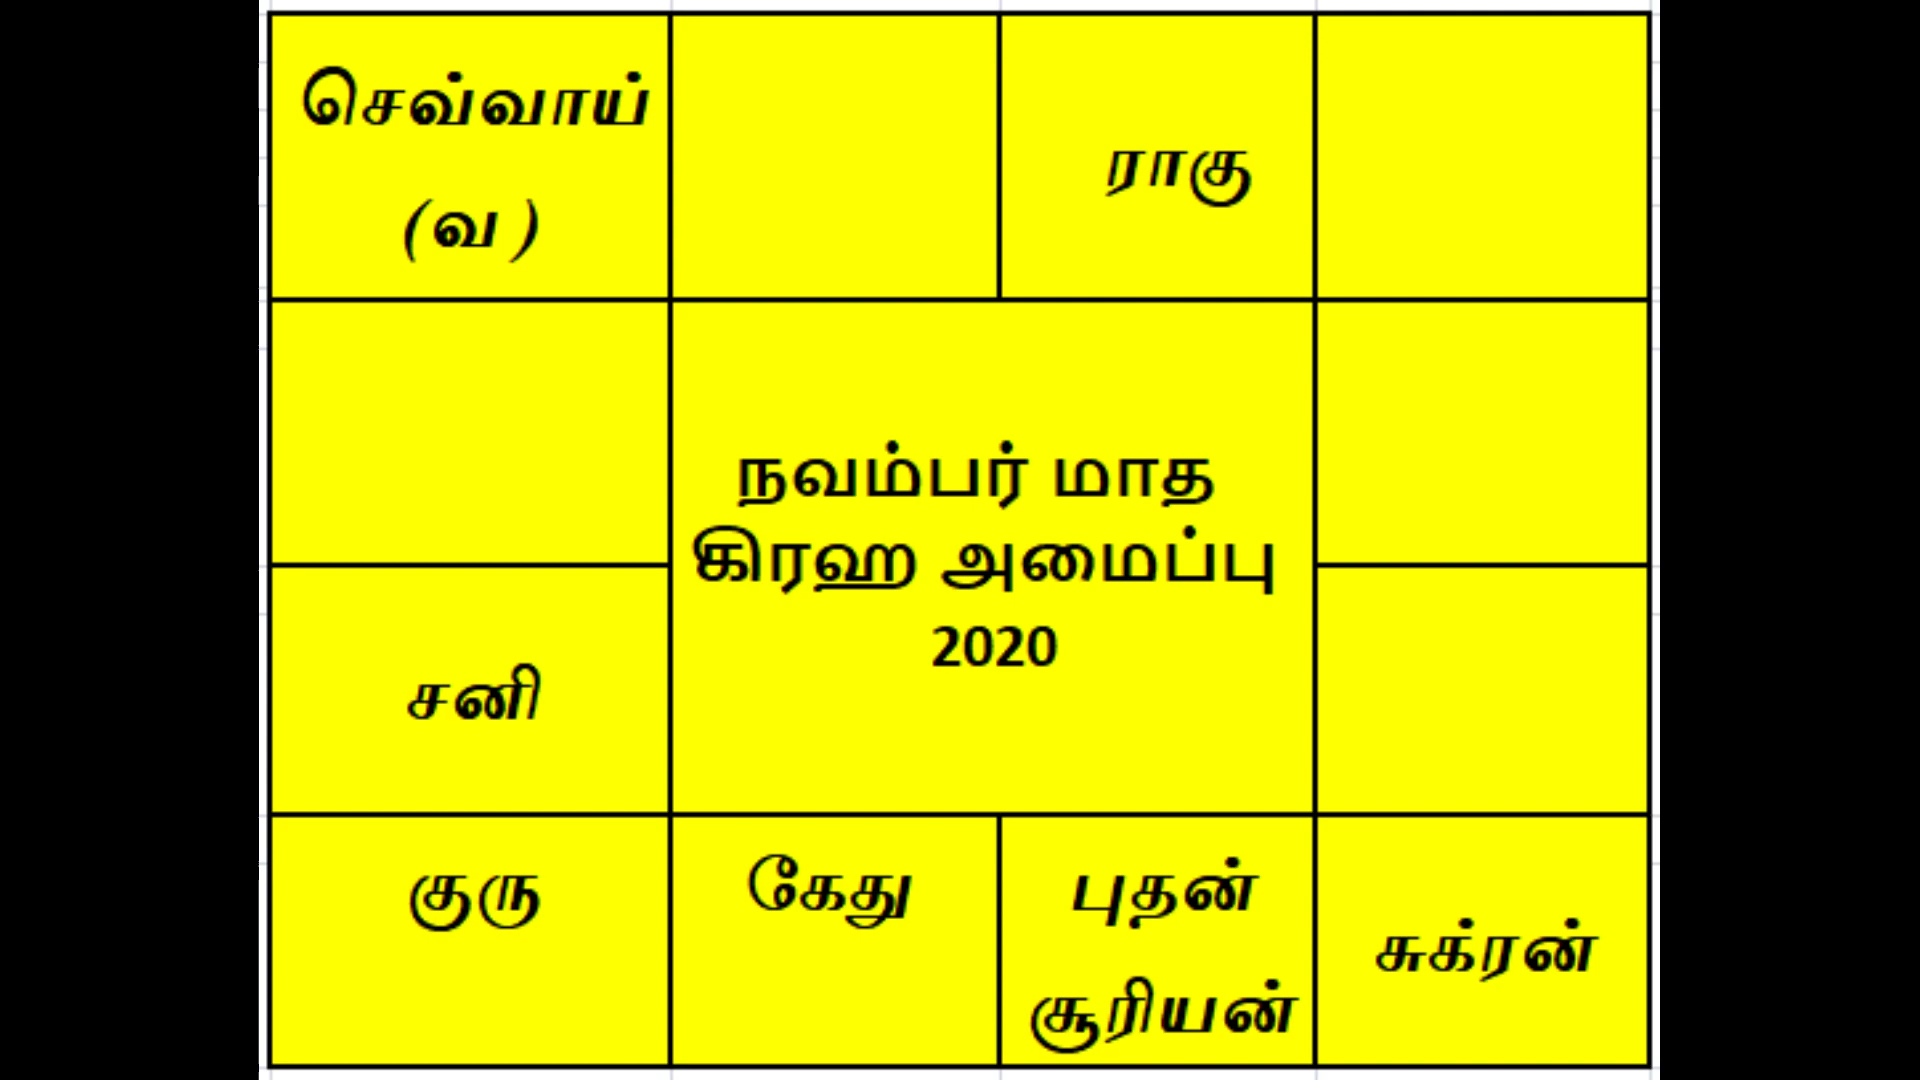 செவ்வாய்
(வ )
ராகு
நவம்பர் மாத
கிரஹ அமைப்பு
2020
சனி
குரு
கேது
புதன்
சூரியன்
சுக்ரன்